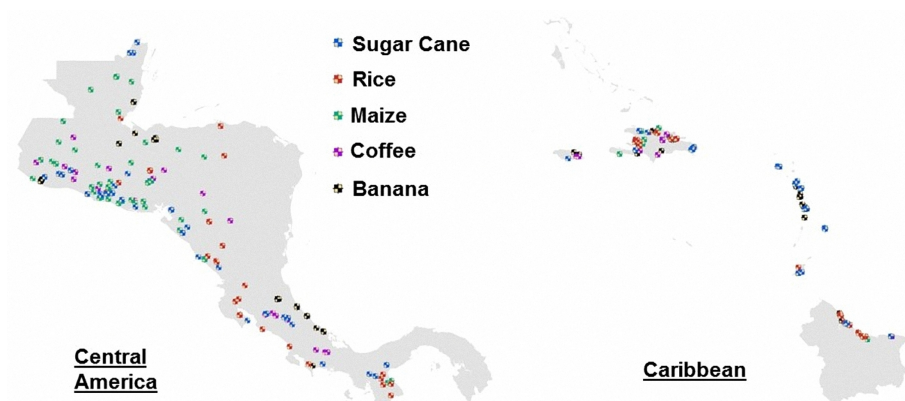 Sugar Cane
Rice
Maize
Coffee
Banana
Central
America
Caribbean